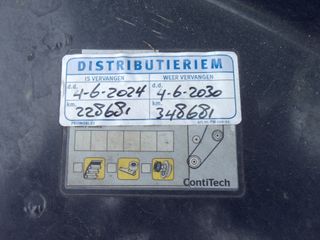 DISTRIBUTIERIEM
IS VERVANGEN WEER VERVANGEN
d.d. 4-6-2024 d.d. 4-6-2030
km. 228681 km. 348681
ContiTech